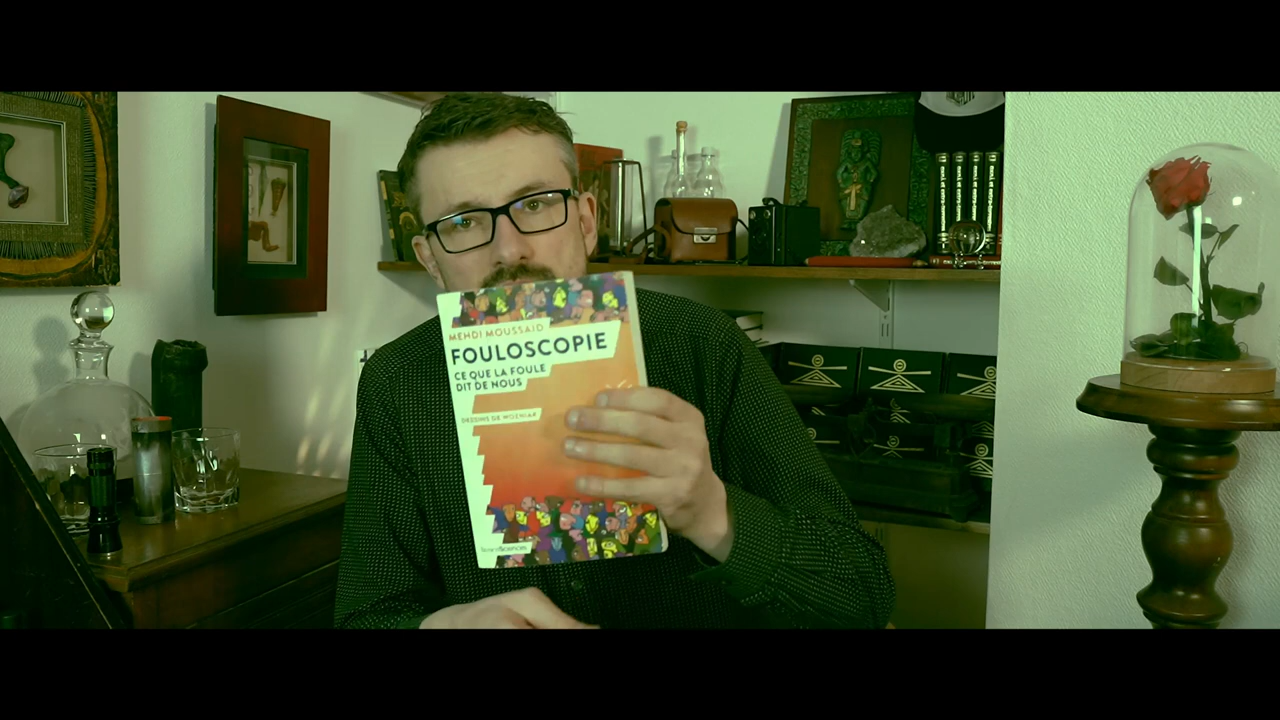 MEHDI MOUSSAÏD
FOULOSCOPIE
CE QUE LA FOULE
DIT DE NOUS
DESSINS DE WOZNIAK